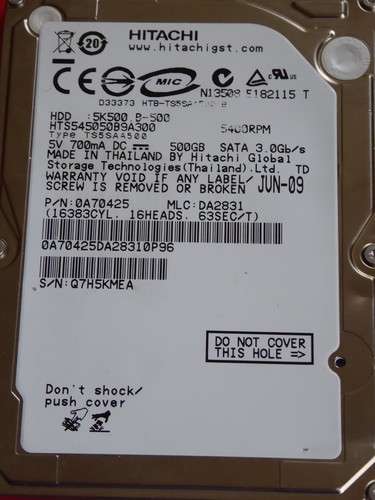 HITACHI
www.hitachigst.com
20
CE MIC
N13508 E182115 T
D33373
HDD :5K500.B-500
HTS545050B9A300 5400RPM
Type TS5SAA500
5V 700mA DC 500GB SATA 3.0Gb/s
MADE IN THAILAND BY Hitachi Global
Storage Technologies(Thailand).Ltd. TD
WARRANTY VOID IF ANY LABEL/
SCREW IS REMOVED OR BROKEN JUN-09
P/N:0A70425 MLC:DA2831
(16383CYL. 16HEADS. 63SEC/T)
0A70425DA28310P96
S/N:Q7H5KMEA
DO NOT COVER
THIS HOLE =>
Don't shock/
push cover